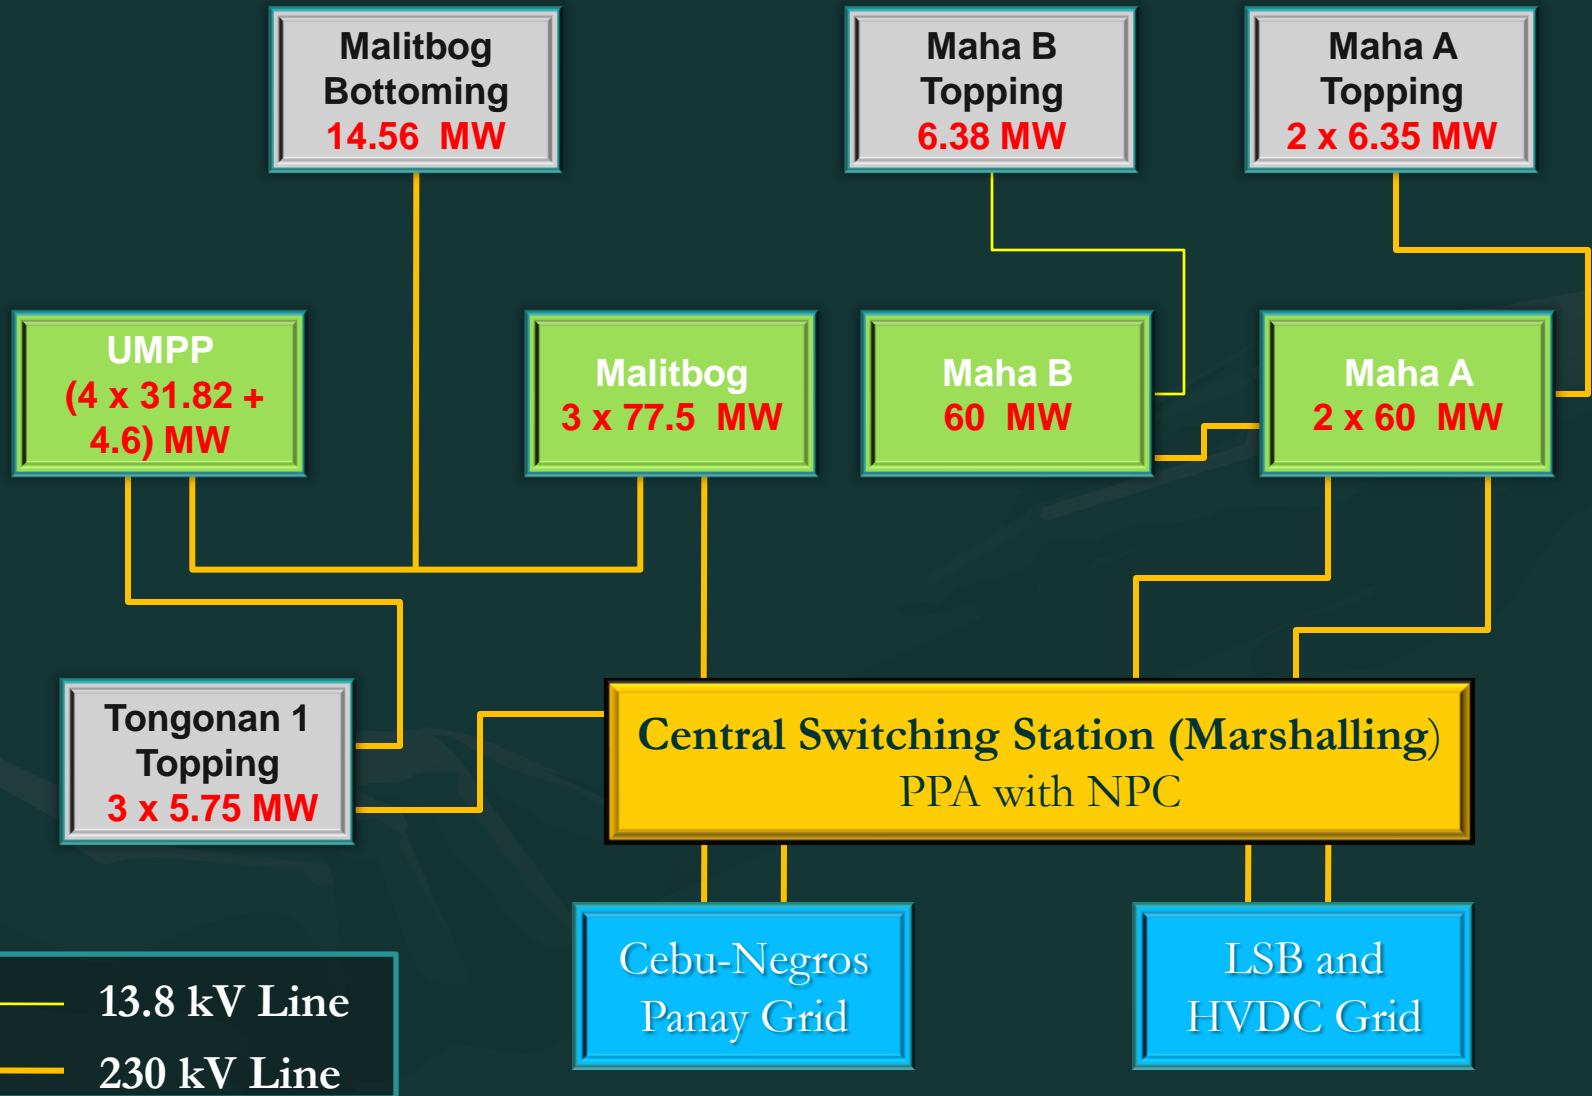 Malitbog
Bottoming
14.56 MW
Maha B
Topping
6.38 MW
Maha A
Topping
2 x 6.35 MW
UMPP
(4 x 31.82 +
4.6) MW
Malitbog
3 x 77.5 MW
Maha B
60 MW
Maha A
2 x 60 MW
Tongonan 1
Topping
3 x 5.75 MW
Central Switching Station (Marshalling)
PPA with NPC
Cebu-Negros
Panay Grid
LSB and
HVDC Grid
13.8 kV Line
230 kV Line